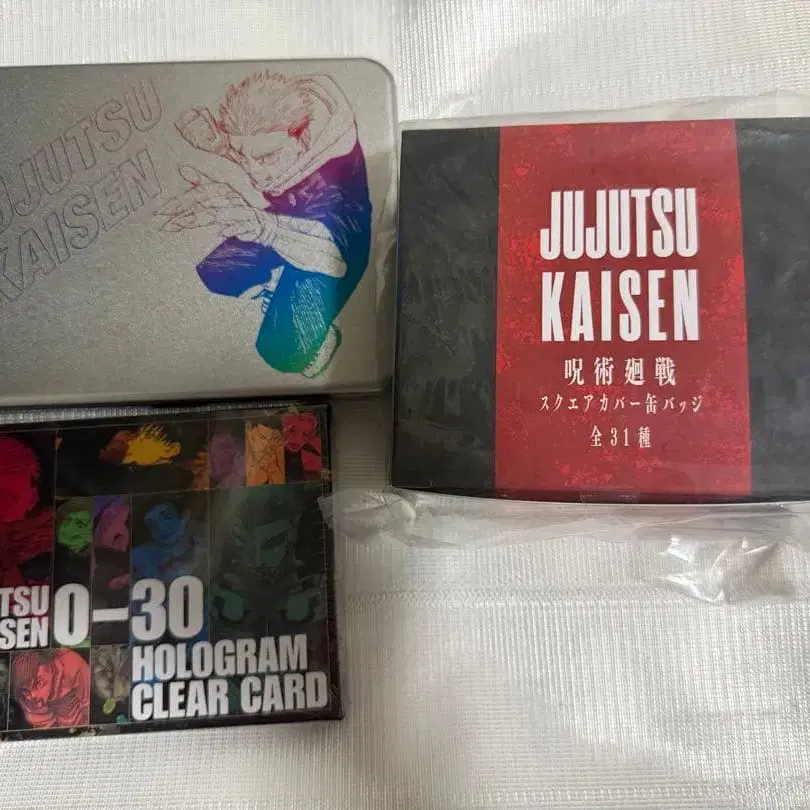 JUJUTSU
KAISEN
JUJUTSU
KAISEN
呪術廻戦
スクエアカバー缶バッジ
全31種
TSU
SEN 0-30
HOLOGRAM
CLEAR CARD